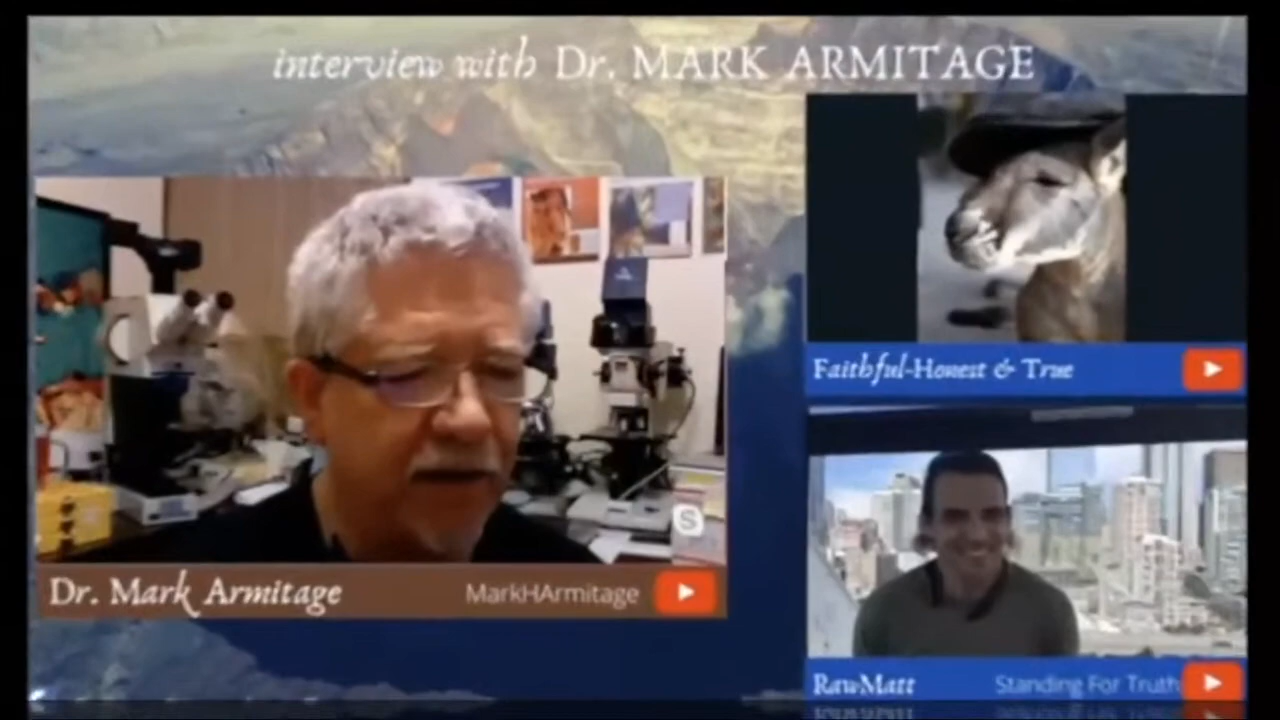 interview with Dr. MARK ARMITAGE
Faithful-Honest & True
S
Dr. Mark Armitage
MarkHArmitage
RawMatt
Standing For Truth